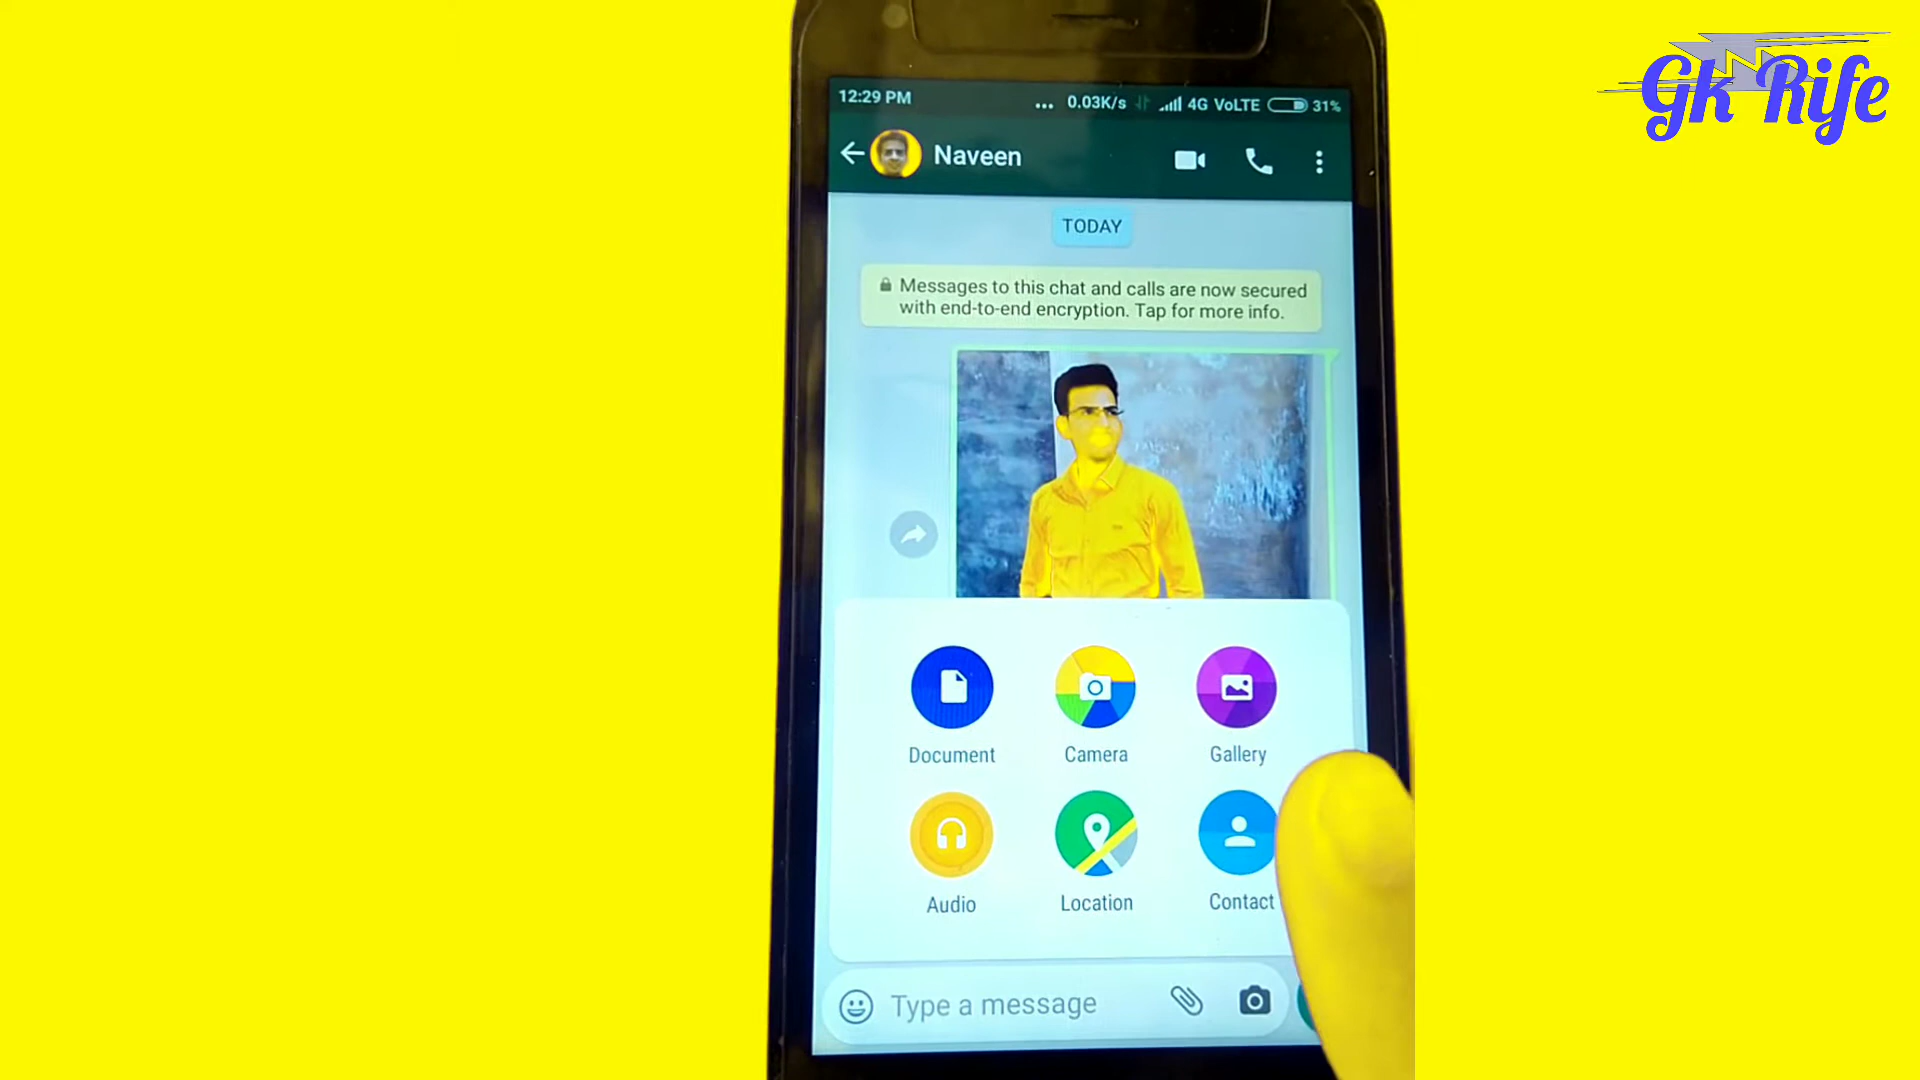 Gk Rife
12:29 PM
... 0.03K/s 4G VoLTE 31%
Naveen
TODAY
Messages to this chat and calls are now secured
with end-to-end encryption. Tap for more info.
Document
Camera
Gallery
Audio
Location
Contact
Type a message